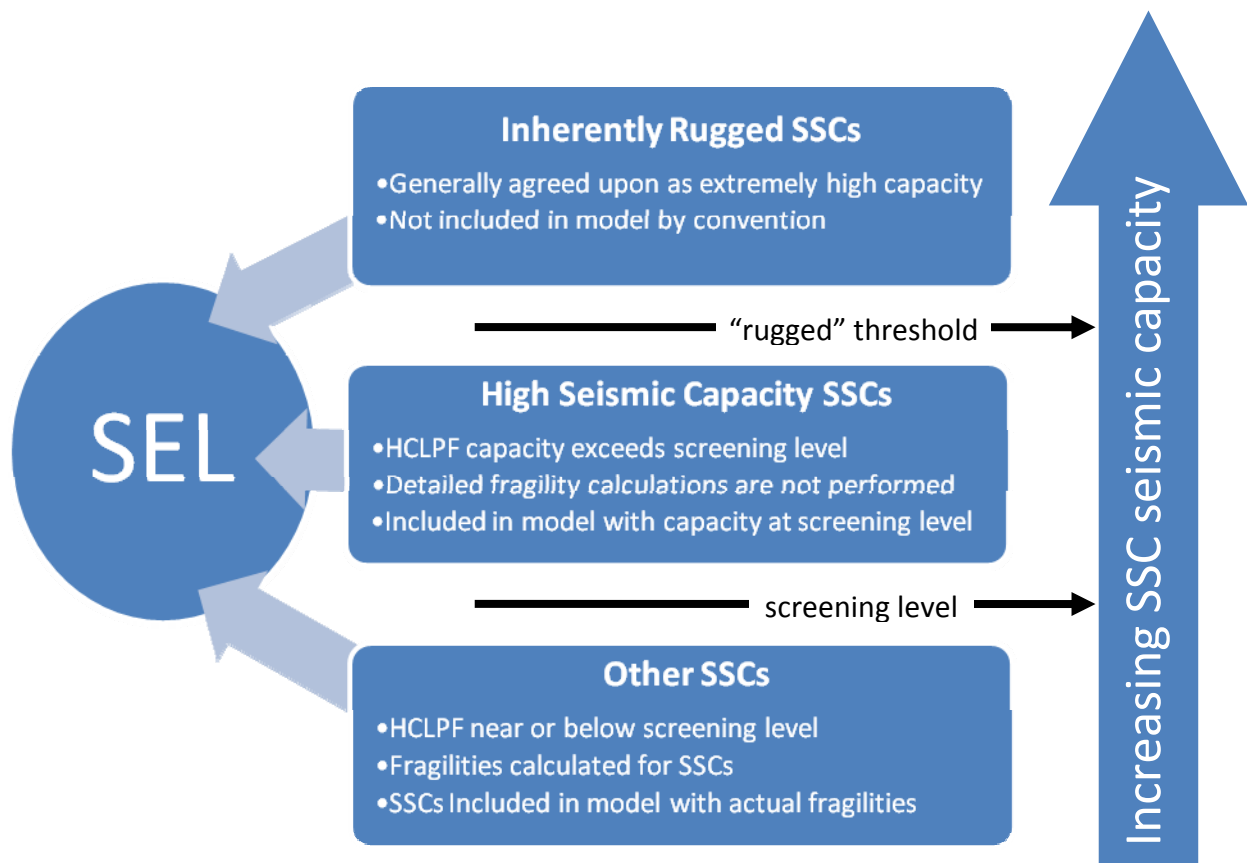 Inherently Rugged SSCs
•Generally agreed upon as extremely high capacity
•Not included in model by convention
“rugged” threshold
SEL
High Seismic Capacity SSCs
•HCLPF capacity exceeds screening level
•Detailed fragility calculations are not performed
•Included in model with capacity at screening level
screening level
Other SSCs
•HCLPF near or below screening level
•Fragilities calculated for SSCs
•SSCs Included in model with actual fragilities
Increasing SSC seismic capacity